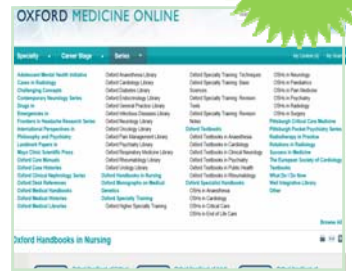 OXFORD MEDICINE ONLINE
Specialty
Career Stage
Series
Adolescent Mental Health Initiative
Cases in Radiology
Challenging Concepts
Contemporary Neurology Series
Drugs in
Emergencies in
Frontiers in Headache Research Series
International Perspectives in
Philosophy and Psychiatry
Landmark Papers in
Mayo Clinic Scientific Press
Oxford Care Manuals
Oxford Case Histories
Oxford Clinical Nephrology Series
Oxford Desk References
Oxford Medical Handbooks
Oxford Medical Histories
Oxford Medical Libraries
Oxford Anaesthesia Library
Oxford Cardiology Library
Oxford Diabetes Library
Oxford Endocrinology Library
Oxford General Practice Library
Oxford Infectious Diseases Library
Oxford Neurology Library
Oxford Oncology Library
Oxford Pain Management Library
Oxford Psychiatry Library
Oxford Respiratory Medicine Library
Oxford Rheumatology Library
Oxford Urology Library
Oxford Handbooks in Nursing
Oxford Monographs on Medical
Genetics
Oxford Specialty Training
Oxford Higher Specialty Training
Oxford Specialty Training: Techniques
Oxford Specialty Training: Basic
Sciences
Oxford Specialty Training: Revision
Texts
Oxford Specialty Training: Revision
Notes
Oxford Textbooks
Oxford Textbooks in Anaesthesia
Oxford Textbooks in Cardiology
Oxford Textbooks in Clinical Neurology
Oxford Textbooks in Psychiatry
Oxford Textbooks in Public Health
Oxford Textbooks in Rheumatology
Oxford Specialist Handbooks
OSHs in Anaesthesia
OSHs in Cardiology
OSHs in Critical Care
OSHs in End of Life Care
OSHs in Neurology
OSHs in Paediatrics
OSHs in Pain Medicine
OSHs in Psychiatry
OSHs in Radiology
OSHs in Surgery
Pittsburgh Critical Care Medicine
Pittsburgh Pocket Psychiatry Series
Radiotherapy in Practice
Rotations in Radiology
Success in Medicine
The European Society of Cardiology
Textbooks
What Do I Do Now
Weill Integrative Library
Other
Browse All
Oxford Handbooks in Nursing